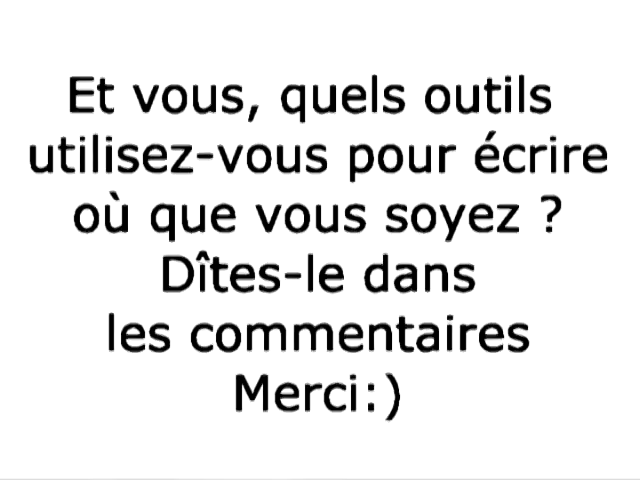 Et vous, quels outils
utilisez-vous pour écrire
où que vous soyez ?
Dîtes-le dans
les commentaires
Merci:)